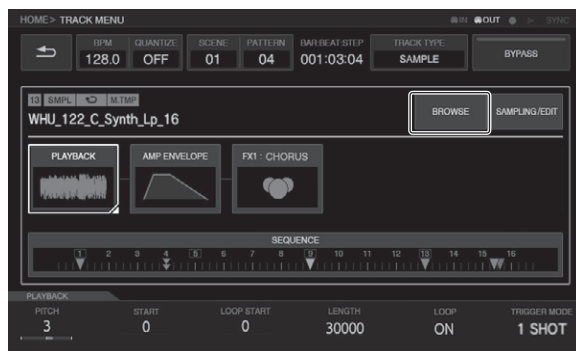 HOME> TRACK MENU
IN OUT SYNC
BPM QUANTIZE SCENE PATTERN BAR:BEAT:STEP TRACK TYPE
128.0 OFF 01 04 001:03:04 SAMPLE BYPASS
13 SMPL M.TMP
WHU_122_C_Synth_Lp_16 BROWSE SAMPLING/EDIT
PLAYBACK AMP ENVELOPE FX1 : CHORUS
SEQUENCE
1 2 3 4 5 6 7 8 9 10 11 12 13 14 15 16
PLAYBACK
PITCH START LOOP START LENGTH LOOP TRIGGER MODE
3 0 0 30000 ON 1 SHOT